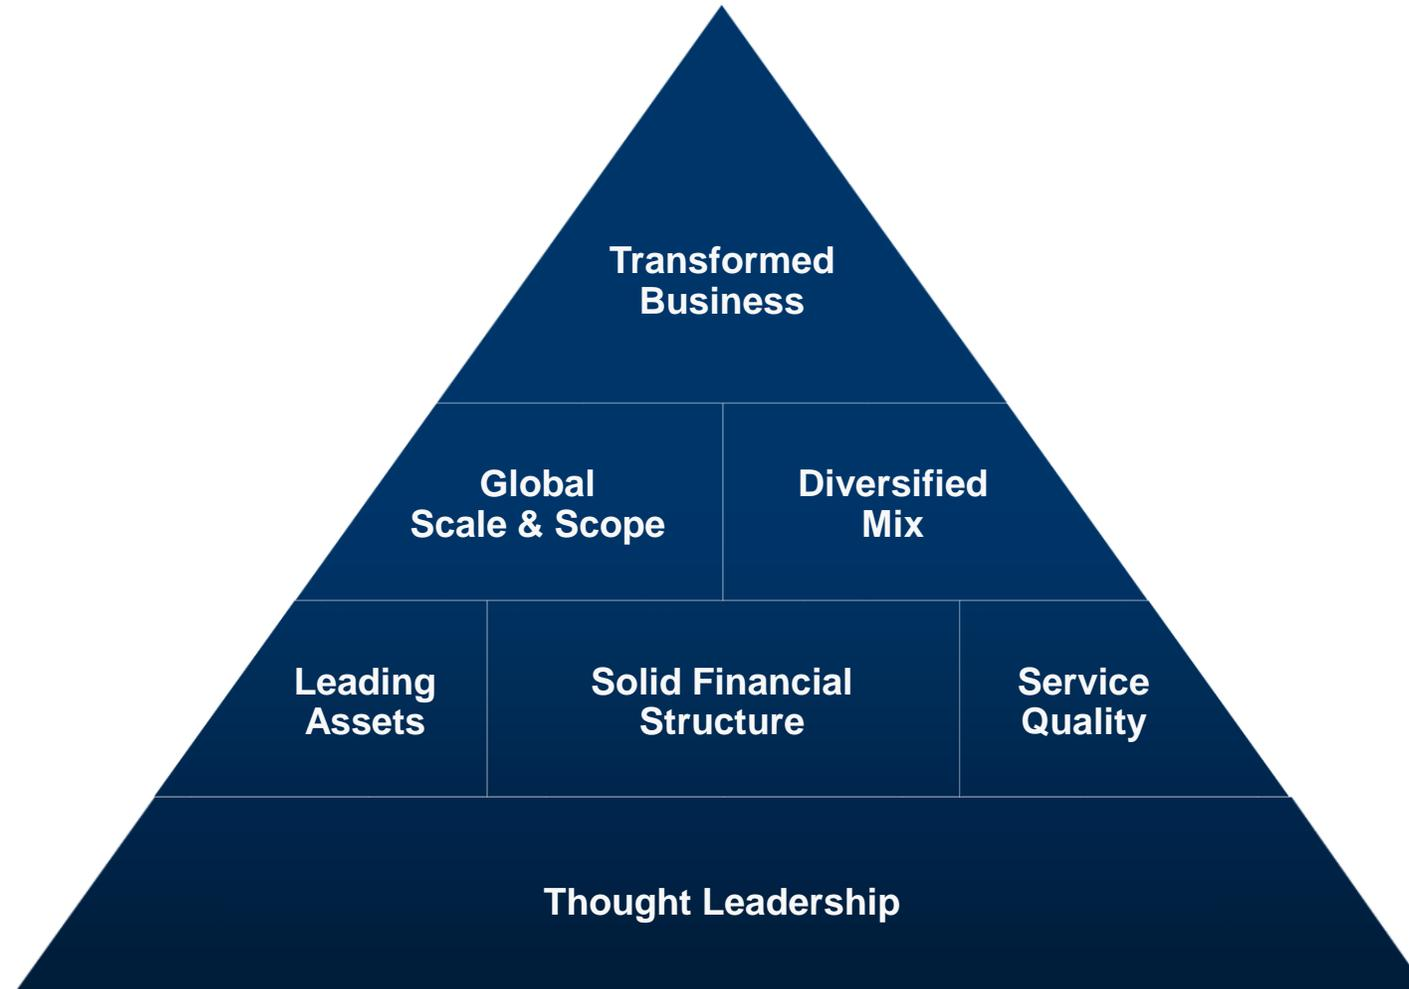 Transformed
Business
Global
Scale & Scope
Diversified
Mix
Leading
Assets
Solid Financial
Structure
Service
Quality
Thought Leadership